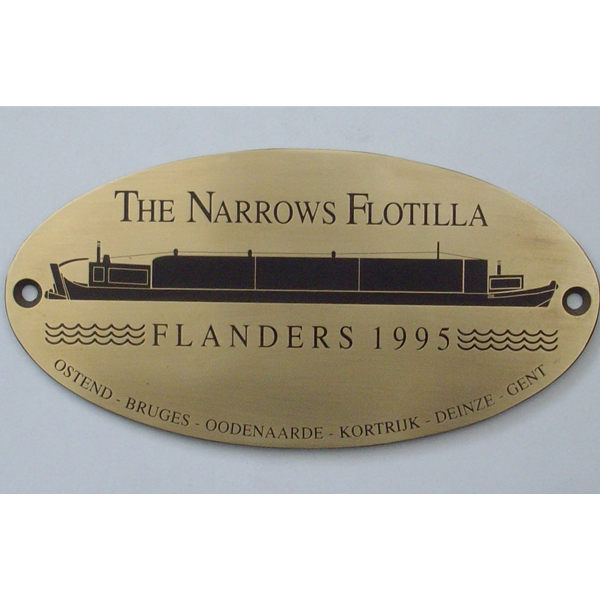 THE NARROWS FLOTILLA
FLANDERS 1995
OSTEND - BRUGES - OODENAARDE - KORTRIJK - DEINZE - GENT